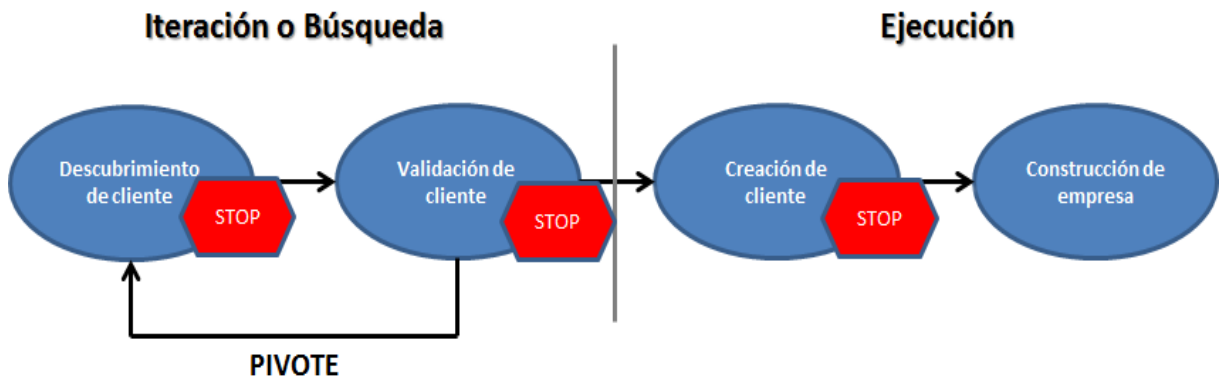 Iteración o Búsqueda
Ejecución
Descubrimiento
de cliente
STOP
Validación de
cliente
STOP
Creación de
cliente
STOP
Construcción de
empresa
PIVOTE